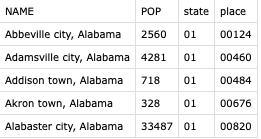 NAME POP state place
Abbeville city, Alabama 2560 01 00124
Adamsville city, Alabama 4281 01 00460
Addison town, Alabama 718 01 00484
Akron town, Alabama 328 01 00676
Alabaster city, Alabama 33487 01 00820